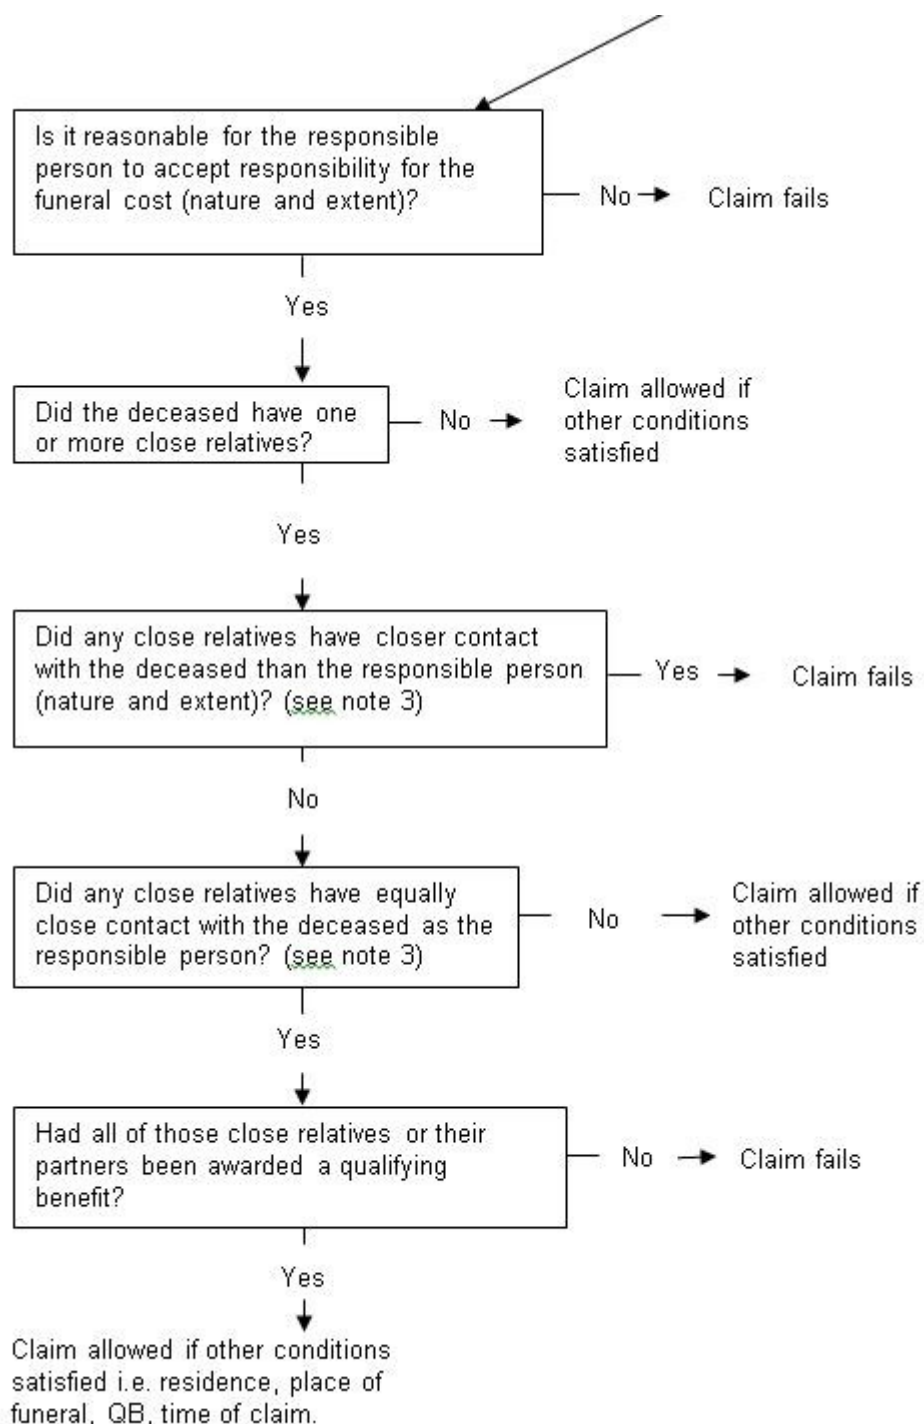 Is it reasonable for the responsible
person to accept responsibility for the
funeral cost (nature and extent)?
No
Claim fails
Yes
Did the deceased have one
or more close relatives?
No
Claim allowed if
other conditions
satisfied
Yes
Did any close relatives have closer contact
with the deceased than the responsible person
(nature and extent)? (see note 3)
Yes
Claim fails
No
Did any close relatives have equally
close contact with the deceased as the
responsible person? (see note 3)
No
Claim allowed if
other conditions
satisfied
Yes
Had all of those close relatives or their
partners been awarded a qualifying
benefit?
No
Claim fails
Yes
Claim allowed if other conditions
satisfied i.e. residence, place of
funeral, QB, time of claim.